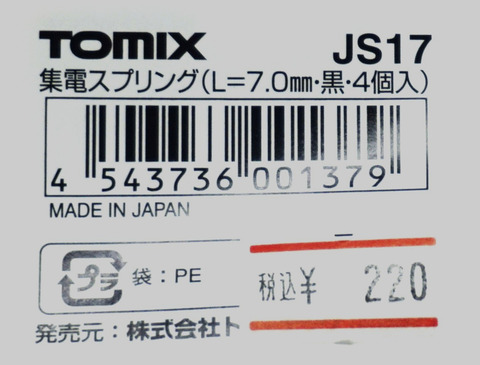 TOMIX JS17
集電スプリング(L=7.0mm・黒・4個入)
4 543736 001379
MADE IN JAPAN
プラ 袋:PE
税込¥ 220
発売元:株式会社ト